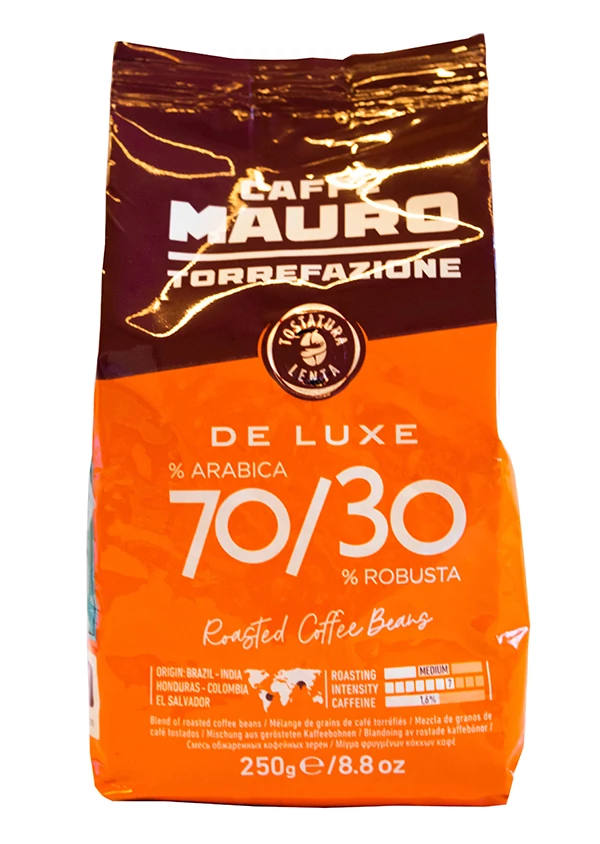 CAFFÈ
MAURO
TORREFAZIONE
TOSTATURA
LENTA
DE LUXE
% ARABICA
70/30
% ROBUSTA
Roasted Coffee Beans
ORIGIN: BRAZIL - INDIA
HONDURAS - COLOMBIA
EL SALVADOR
ROASTING MEDIUM
INTENSITY 7
CAFFEINE 1,6%
Blend of roasted coffee beans / Mélange de grains de café torréfiés / Mezcla de granos de
café tostados / Mischung aus gerösteten Kaffeebohnen / Blandning av rostade kaffebönor /
Смесь обжаренных кофейных зерен / Μίγμα φρυγμένων κόκκων καφέ
250g ℮ / 8.8 oz